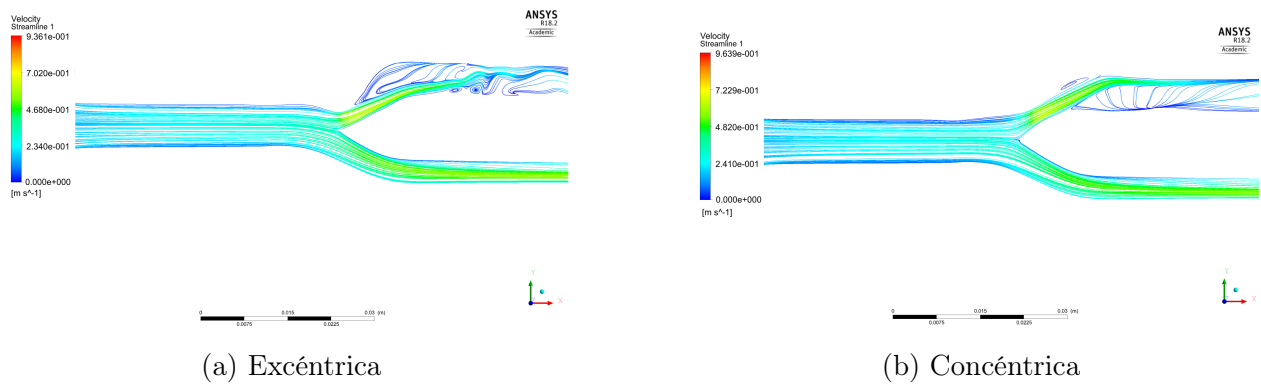 Velocity
Streamline 1
9.361e-001
7.020e-001
4.680e-001
2.340e-001
0.000e+000
[m s^-1]
ANSYS
R18.2
Academic
Y
X
0
0.015
0.03 (m)
0.0075
0.0225
(a) Excéntrica
Velocity
Streamline 1
9.639e-001
7.229e-001
4.820e-001
2.410e-001
0.000e+000
[m s^-1]
ANSYS
R18.2
Academic
Y
X
0
0.015
0.03 (m)
0.0075
0.0225
(b) Concéntrica